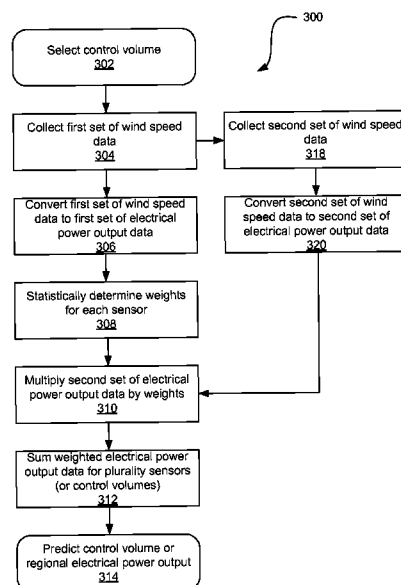 300
Select control volume
302
Collect first set of wind speed
data
304
Collect second set of wind speed
data
318
Convert first set of wind speed
data to first set of electrical
power output data
306
Convert second set of wind
speed data to second set of
electrical power output data
320
Statistically determine weights
for each sensor
308
Multiply second set of electrical
power output data by weights
310
Sum weighted electrical power
output data for plurality sensors
(or control volumes)
312
Predict control volume or
regional electrical power output
314